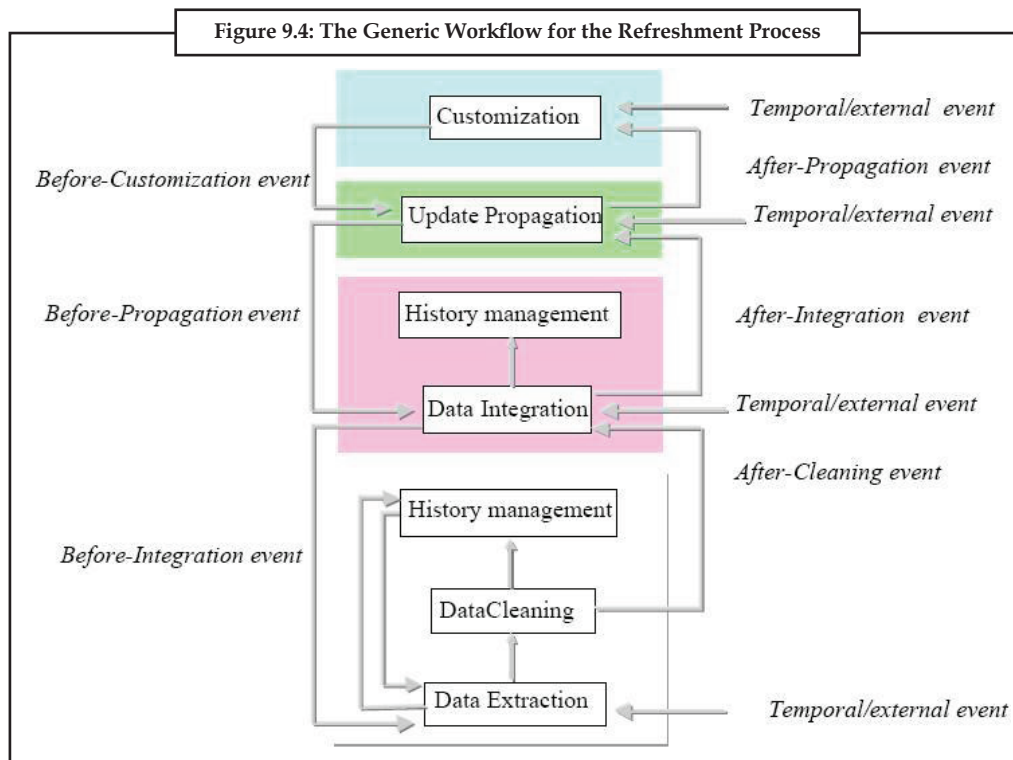 Figure 9.4: The Generic Workflow for the Refreshment Process
Customization
Temporal/external event
Before-Customization event
After-Propagation event
Update Propagation
Temporal/external event
Before-Propagation event
History management
After-Integration event
Data Integration
Temporal/external event
After-Cleaning event
History management
Before-Integration event
DataCleaning
Data Extraction
Temporal/external event